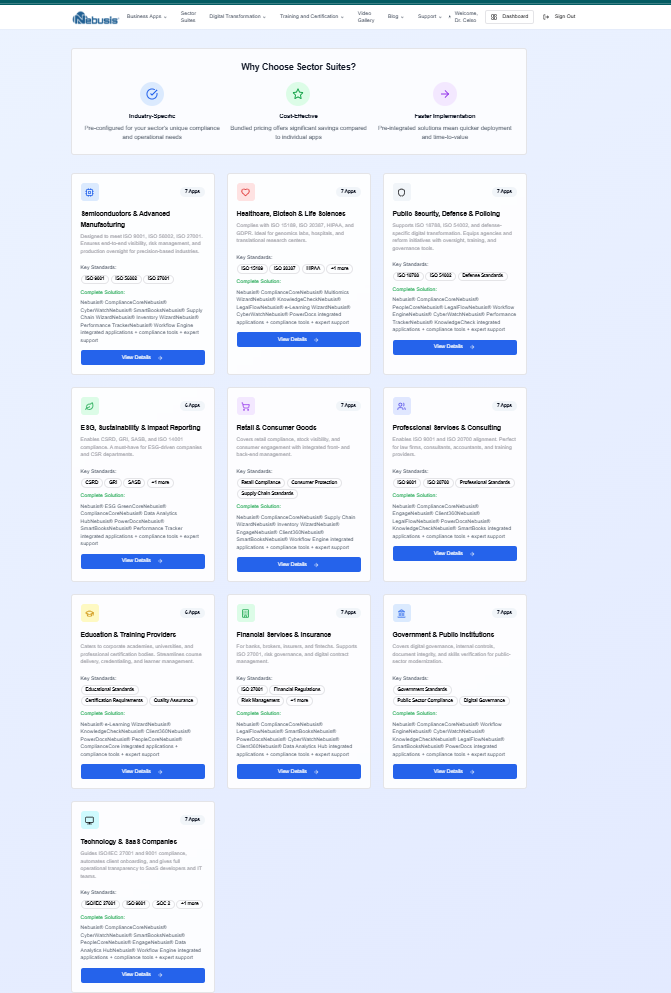 Nebusis®
Business Apps
Sector Suites
Digital Transformation
Training and Certification
Video Gallery
Blog
Support
Welcome, Dr. Celso
Dashboard
Sign Out
Why Choose Sector Suites?
Industry-Specific
Pre-configured for your sector's unique compliance
and operational needs
Cost-Effective
Bundled pricing offers significant savings compared
to individual apps
Faster Implementation
Pre-integrated solutions mean quicker deployment
and time-to-value
7 Apps
Semiconductors & Advanced
Manufacturing
Designed to meet ISO 9001, ISO 56002, ISO 27001.
Ensures end-to-end visibility, risk management, and
production oversight for precision-based industries.
Key Standards:
ISO 9001 ISO 56002 ISO 27001
Complete Solution:
Nebusis® ComplianceCoreNebusis®
CyberWatchNebusis® SmartBooksNebusis® Supply
Chain WizardNebusis® Inventory WizardNebusis®
Performance TrackerNebusis® Workflow Engine
Integrated applications + compliance tools + expert
support
View Details →
7 Apps
Healthcare, Biotech & Life Sciences
Complies with ISO 15189, ISO 20387, HIPAA, and
GDPR. Ideal for genomics labs, hospitals, and
translational research centers.
Key Standards:
ISO 15189 ISO 20387 HIPAA +1 more
Complete Solution:
Nebusis® ComplianceCoreNebusis® Multiomics
WizardNebusis® KnowledgeCheckNebusis®
LegalFlowNebusis® e-Learning WizardNebusis®
CyberWatchNebusis® PowerDocs Integrated
applications + compliance tools + expert support
View Details →
7 Apps
Public Security, Defense & Policing
Supports ISO 18788, ISO 34002, and defense-
specific digital transformation. Equips agencies and
reform initiatives with oversight, training, and
governance tools.
Key Standards:
Defense Standards
Complete Solution:
Nebusis® ComplianceCoreNebusis®
PeopleCoreNebusis® LegalFlowNebusis® Workflow
EngineNebusis® CyberWatchNebusis® Performance
TrackerNebusis® KnowledgeCheck Integrated
applications + compliance tools + expert support
View Details →
6 Apps
ESG, Sustainability & Impact Reporting
Enables CSRD, GRI, SASB, and ISO 14001
compliance. A must-have for ESG-driven companies
and CSR departments.
Key Standards:
CSRD GRI SASB +1 more
Complete Solution:
Nebusis® ESG GreenCoreNebusis®
ComplianceCoreNebusis® Data Analytics
HubNebusis® PowerDocsNebusis®
SmartBooksNebusis® Performance Tracker
Integrated applications + compliance tools + expert
support
View Details →
7 Apps
Retail & Consumer Goods
Covers retail compliance, stock visibility, and
consumer engagement with integrated front- and
back-end management.
Key Standards:
Retail Compliance Consumer Protection
Supply Chain Standards
Complete Solution:
Nebusis® ComplianceCoreNebusis® Supply Chain
WizardNebusis® Inventory WizardNebusis®
EngageNebusis® Client360Nebusis®
SmartBooksNebusis® Workflow Engine Integrated
applications + compliance tools + expert support
View Details →
7 Apps
Professional Services & Consulting
Enables ISO 9001 and ISO 20700 alignment. Perfect
for law firms, consultants, accountants, and training
providers.
Key Standards:
ISO 9001 ISO 20700 Professional Standards
Complete Solution:
Nebusis® ComplianceCoreNebusis®
EngageNebusis® Client360Nebusis®
LegalFlowNebusis® PowerDocsNebusis®
KnowledgeCheckNebusis® SmartBooks Integrated
applications + compliance tools + expert support
View Details →
6 Apps
Education & Training Providers
Caters to corporate academies, universities, and
professional certification bodies. Streamlines course
delivery, credentialing, and learner management.
Key Standards:
Educational Standards
Certification Requirements Quality Assurance
Complete Solution:
Nebusis® e-Learning WizardNebusis®
KnowledgeCheckNebusis® Client360Nebusis®
PowerDocsNebusis® PeopleCoreNebusis®
ComplianceCore Integrated applications +
compliance tools + expert support
View Details →
7 Apps
Financial Services & Insurance
For banks, brokers, insurers, and fintechs. Supports
ISO 27001, risk governance, and digital contract
management.
Key Standards:
ISO 27001 Financial Regulations
Risk Management +1 more
Complete Solution:
Nebusis® ComplianceCoreNebusis®
LegalFlowNebusis® SmartBooksNebusis®
PowerDocsNebusis® CyberWatchNebusis®
Client360Nebusis® Data Analytics Hub Integrated
applications + compliance tools + expert support
View Details →
7 Apps
Government & Public Institutions
Covers digital governance, internal controls,
document integrity, and skills verification for public-
sector modernization.
Key Standards:
Government Standards
Public Sector Compliance Digital Governance
Complete Solution:
Nebusis® ComplianceCoreNebusis® Workflow
EngineNebusis® CyberWatchNebusis®
KnowledgeCheckNebusis® LegalFlowNebusis®
SmartBooksNebusis® PowerDocs Integrated
applications + compliance tools + expert support
View Details →
7 Apps
Technology & SaaS Companies
Guides ISO/IEC 27001 and 9001 compliance,
automates client onboarding, and gives full
operational transparency to SaaS developers and IT
teams.
Key Standards:
ISO/IEC 27001 ISO 9001 SOC 2 +1 more
Complete Solution:
Nebusis® ComplianceCoreNebusis®
CyberWatchNebusis® SmartBooksNebusis®
PeopleCoreNebusis® EngageNebusis® Data
Analytics HubNebusis® Workflow Engine Integrated
applications + compliance tools + expert support
View Details →